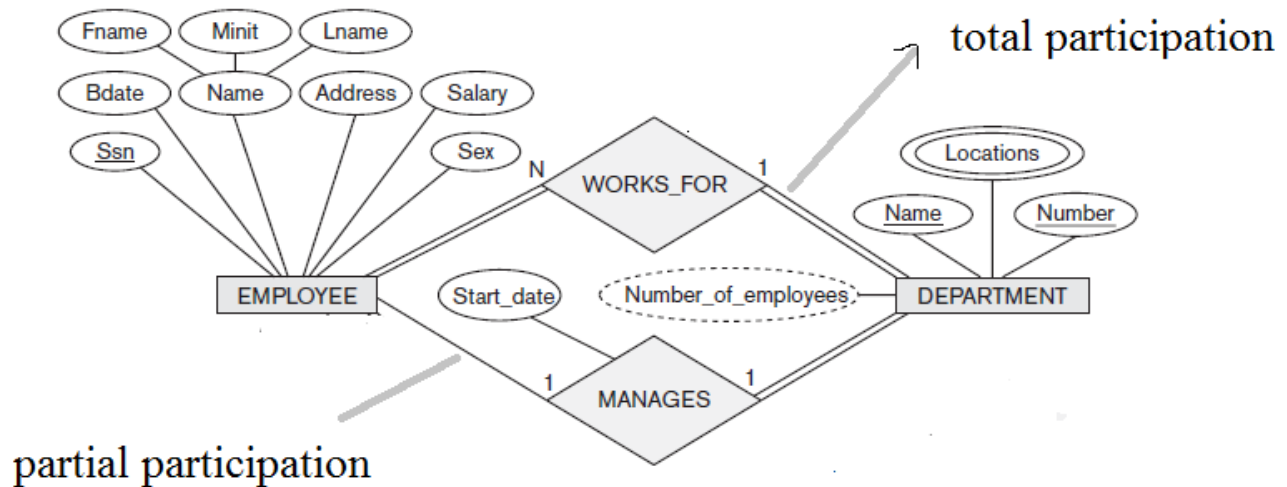 Fname
Minit
Lname
total participation
Bdate
Name
Address
Salary
Ssn
Sex
Locations
N
WORKS_FOR
1
Name
Number
EMPLOYEE
Start_date
Number_of_employees
DEPARTMENT
1
MANAGES
1
partial participation